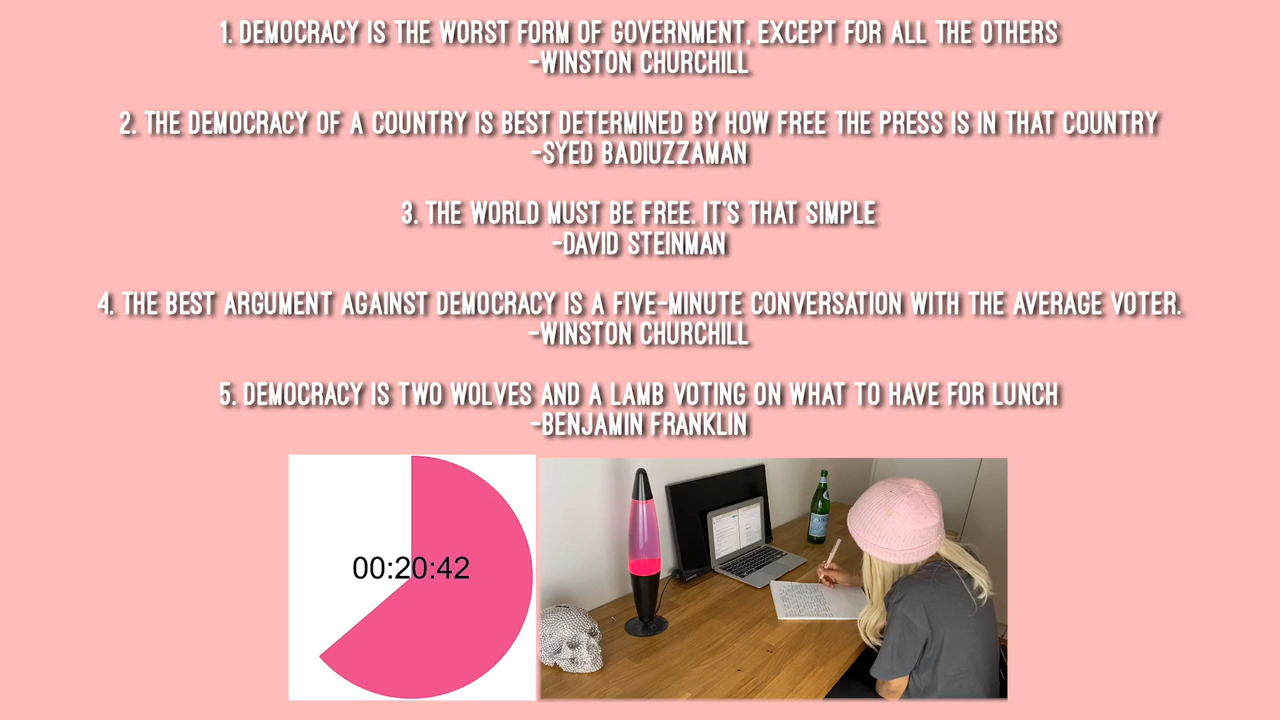 1. DEMOCRACY IS THE WORST FORM OF GOVERNMENT, EXCEPT FOR ALL THE OTHERS
-WINSTON CHURCHILL
2. THE DEMOCRACY OF A COUNTRY IS BEST DETERMINED BY HOW FREE THE PRESS IS IN THAT COUNTRY
-SYED BADIUZZAMAN
3. THE WORLD MUST BE FREE. IT'S THAT SIMPLE
-DAVID STEINMAN
4. THE BEST ARGUMENT AGAINST DEMOCRACY IS A FIVE-MINUTE CONVERSATION WITH THE AVERAGE VOTER.
-WINSTON CHURCHILL
5. DEMOCRACY IS TWO WOLVES AND A LAMB VOTING ON WHAT TO HAVE FOR LUNCH
-BENJAMIN FRANKLIN
00:20:42